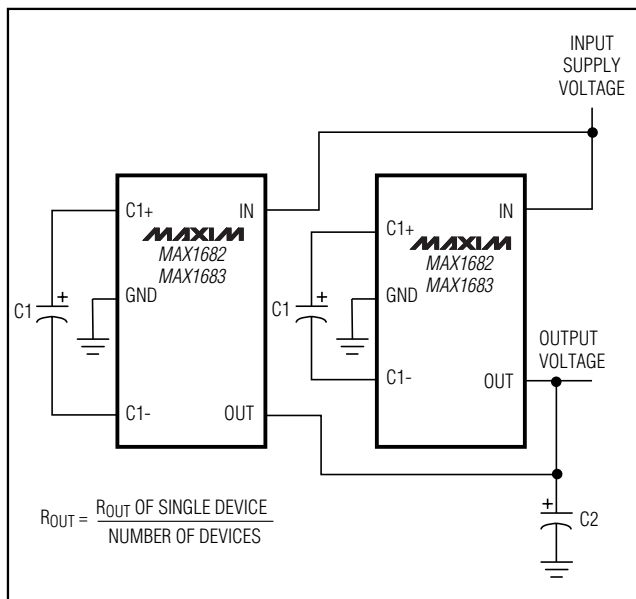 INPUT
SUPPLY
VOLTAGE
C1+
IN
MAXIM
MAX1682
MAX1683
GND
C1
+
C1-
OUT
C1+
IN
MAXIM
MAX1682
MAX1683
GND
C1
+
C1-
OUT
OUTPUT
VOLTAGE
+
C2
ROUT = ROUT OF SINGLE DEVICE
NUMBER OF DEVICES